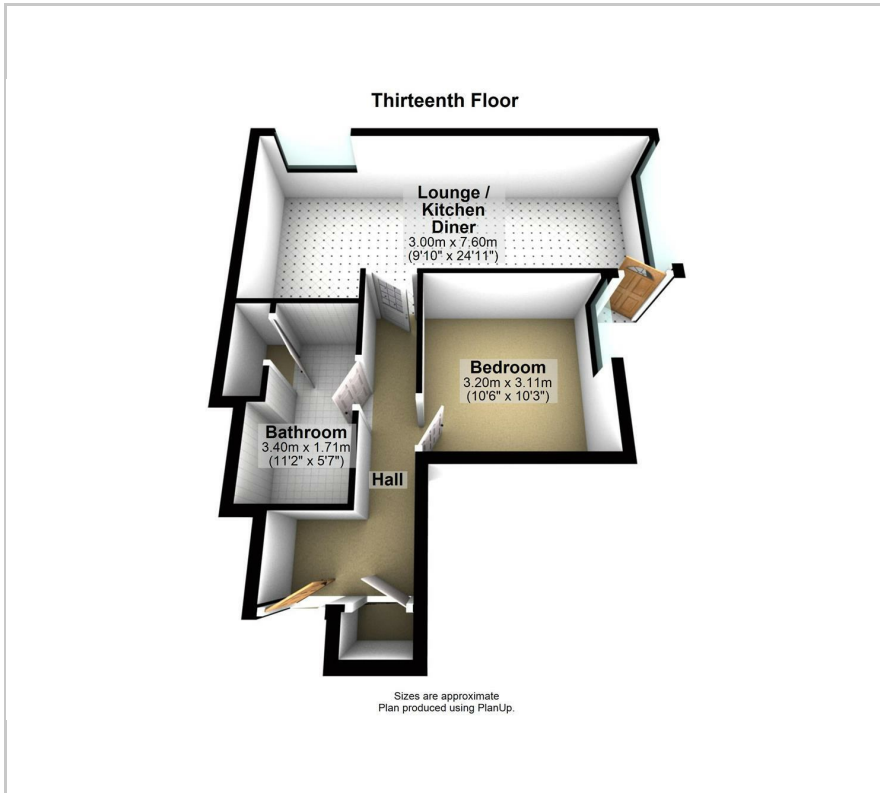 Thirteenth Floor
Lounge /
Kitchen
Diner
3.00m x 7.60m
(9'10" x 24'11")
Bedroom
3.20m x 3.11m
(10'6" x 10'3")
Bathroom
3.40m x 1.71m
(11'2" x 5'7")
Hall
Sizes are approximate
Plan produced using PlanUp.